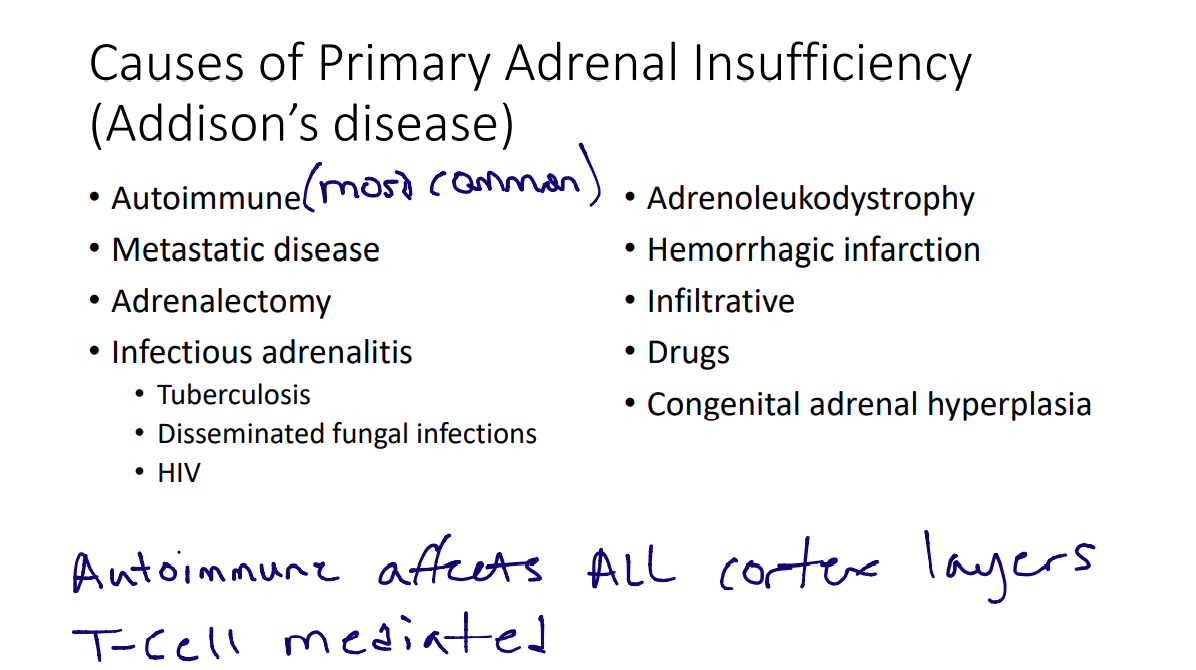 Causes of Primary Adrenal Insufficiency
(Addison's disease)
• Autoimmune (most common)
• Metastatic disease
• Adrenalectomy
• Infectious adrenalitis
• Tuberculosis
• Disseminated fungal infections
• HIV
• Adrenoleukodystrophy
• Hemorrhagic infarction
• Infiltrative
• Drugs
• Congenital adrenal hyperplasia
Autoimmune affects ALL cortex layers
T-cell mediated